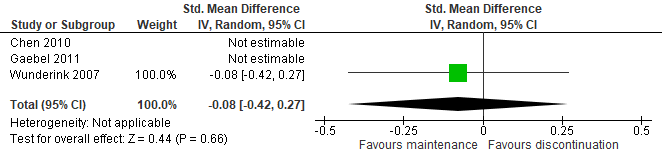 Std. Mean Difference Std. Mean Difference
Study or Subgroup Weight IV, Random, 95% CI IV, Random, 95% CI
Chen 2010 Not estimable
Gaebel 2011 Not estimable
Wunderink 2007 100.0% -0.08 [-0.42, 0.27]
Total (95% CI) 100.0% -0.08 [-0.42, 0.27]
Heterogeneity: Not applicable
Test for overall effect: Z = 0.44 (P = 0.66)
-0.5 -0.25 0 0.25 0.5
Favours maintenance Favours discontinuation